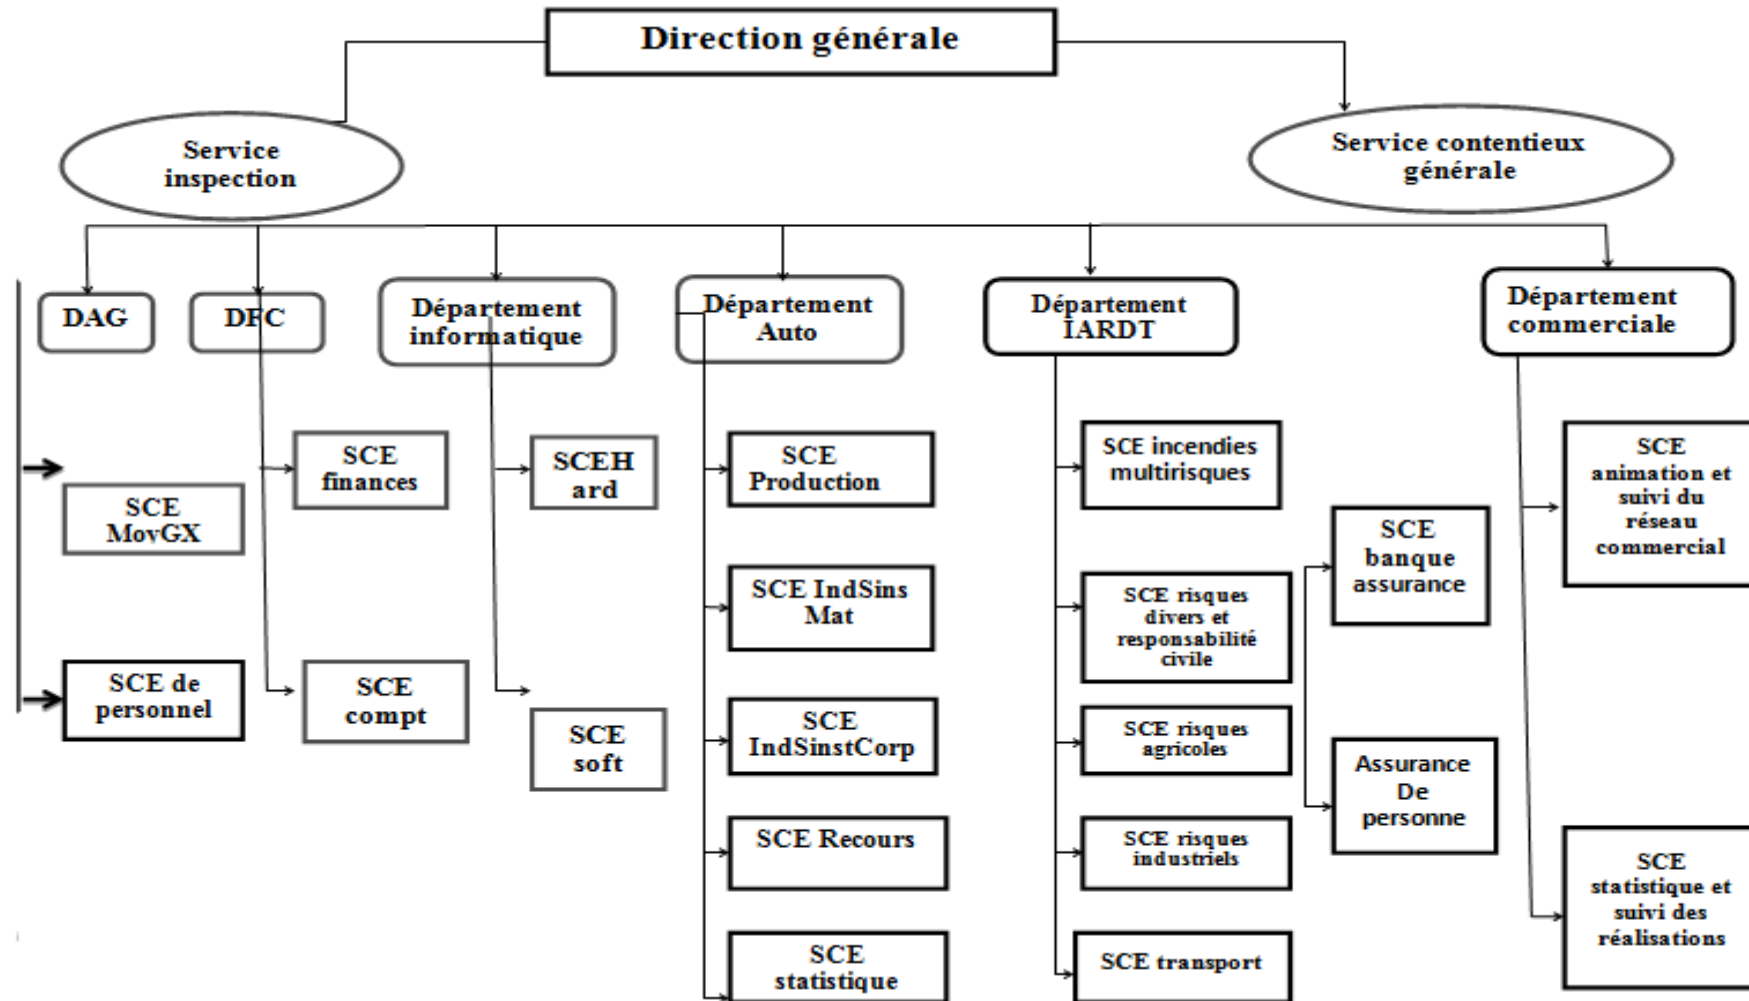 Direction générale
Service
inspection
Service contentieux
générale
DAG
DFC
Département
informatique
Département
Auto
Département
IARDT
Département
commerciale
SCE
MovGX
SCE de
personnel
SCE
finances
SCE
compt
SCEH
ard
SCE
soft
SCE
Production
SCE IndSins
Mat
SCE
IndSinstCorp
SCE Recours
SCE
statistique
SCE incendies
multirisques
SCE risques
divers et
responsabilité
civile
SCE risques
agricoles
SCE risques
industriels
SCE transport
SCE
banque
assurance
Assurance
De
personne
SCE
animation et
suivi du
réseau
commercial
SCE
statistique et
suivi des
réalisations